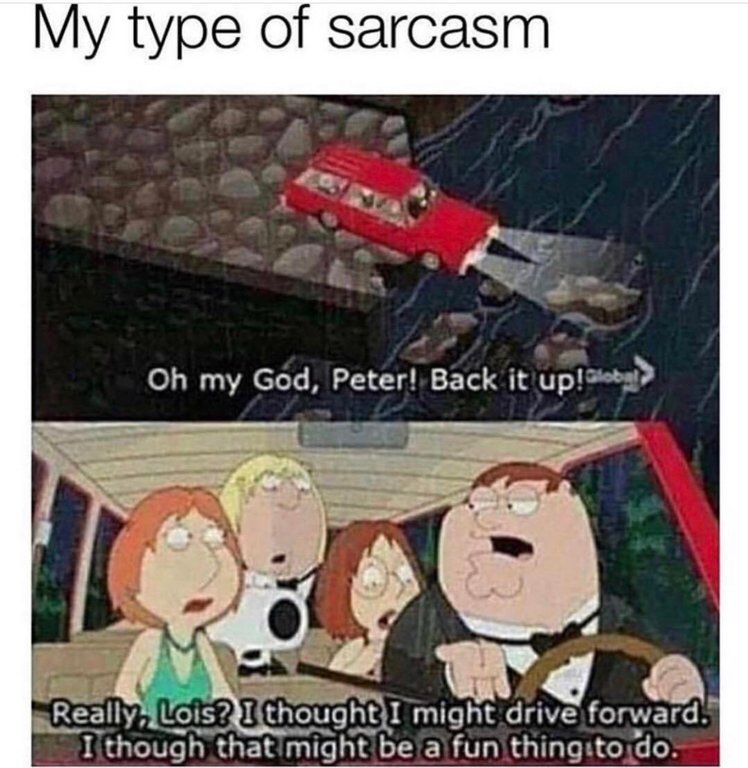 My type of sarcasm
Oh my God, Peter! Back it up!
Global
Really, Lois? I thought I might drive forward.
I though that might be a fun thing to do.